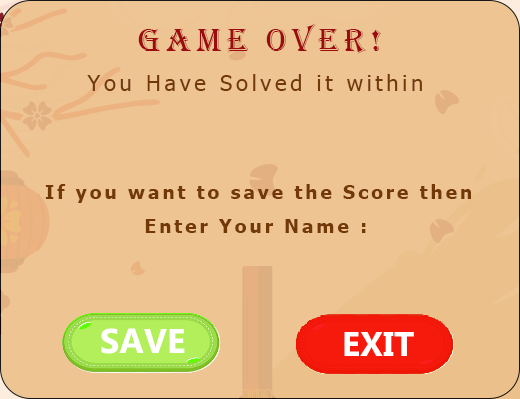 GAME OVER!
You Have Solved it within
If you want to save the Score then
Enter Your Name :
SAVE
EXIT